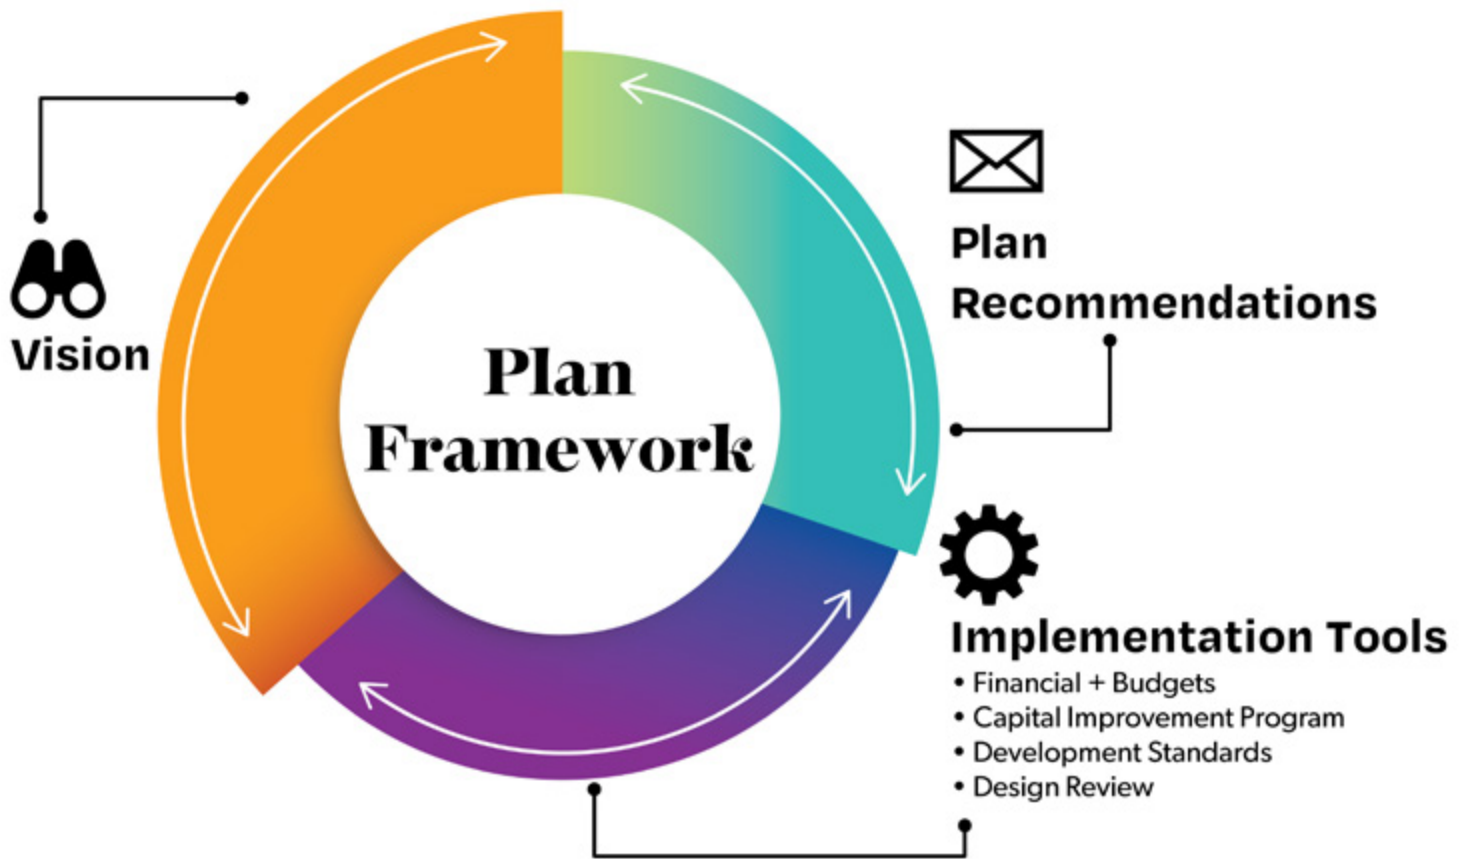 Vision
Plan
Framework
Plan
Recommendations
Implementation Tools
• Financial + Budgets
• Capital Improvement Program
• Development Standards
• Design Review